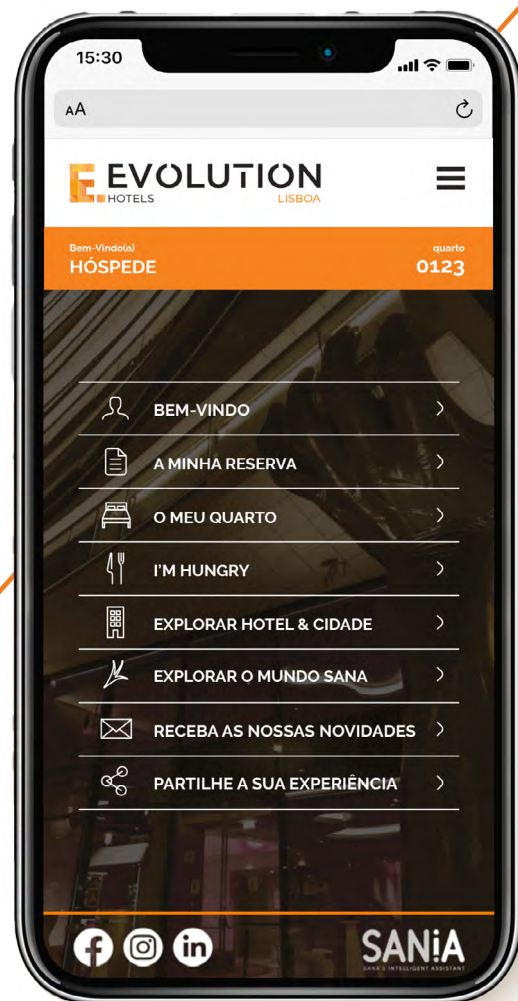 15:30
AA
E. EVOLUTION
HOTELS LISBOA
Bem-Vindo(a) quarto
HÓSPEDE 0123
BEM-VINDO
A MINHA RESERVA
O MEU QUARTO
I'M HUNGRY
EXPLORAR HOTEL & CIDADE
EXPLORAR O MUNDO SANA
RECEBA AS NOSSAS NOVIDADES
PARTILHE A SUA EXPERIÊNCIA
SANiA
SANA'S INTELLIGENT ASSISTANT